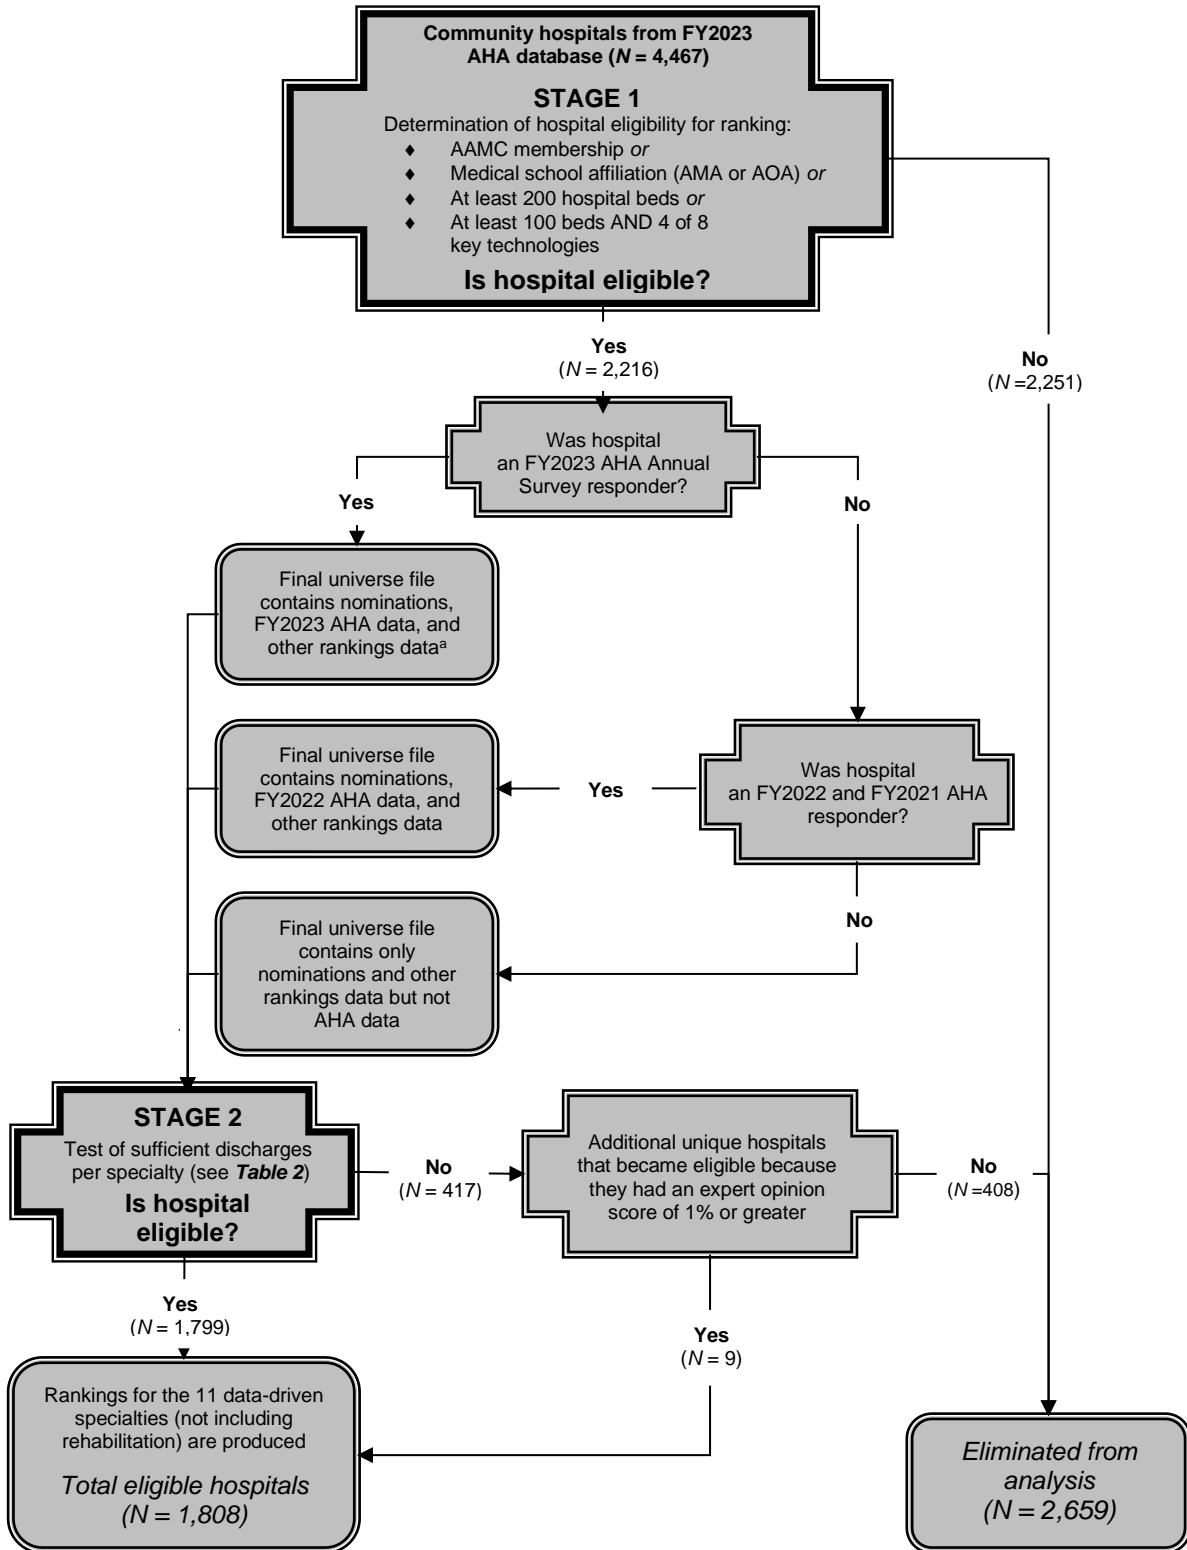 Community hospitals from FY2023
AHA database (N = 4,467)
STAGE 1
Determination of hospital eligibility for ranking:
♦ AAMC membership or
♦ Medical school affiliation (AMA or AOA) or
♦ At least 200 hospital beds or
♦ At least 100 beds AND 4 of 8
key technologies
Is hospital eligible?
Yes
(N = 2,216)
No
(N =2,251)
Was hospital
an FY2023 AHA Annual
Survey responder?
Yes
No
Final universe file
contains nominations,
FY2023 AHA data, and
other rankings dataᵃ
Final universe file
contains nominations,
FY2022 AHA data, and
other rankings data
Yes
Was hospital
an FY2022 and FY2021 AHA
responder?
No
Final universe file
contains only
nominations and other
rankings data but not
AHA data
STAGE 2
Test of sufficient discharges
per specialty (see Table 2)
Is hospital
eligible?
No
(N = 417)
Additional unique hospitals
that became eligible because
they had an expert opinion
score of 1% or greater
No
(N =408)
Yes
(N = 1,799)
Yes
(N = 9)
Rankings for the 11 data-driven
specialties (not including
rehabilitation) are produced
Total eligible hospitals
(N = 1,808)
Eliminated from
analysis
(N = 2,659)